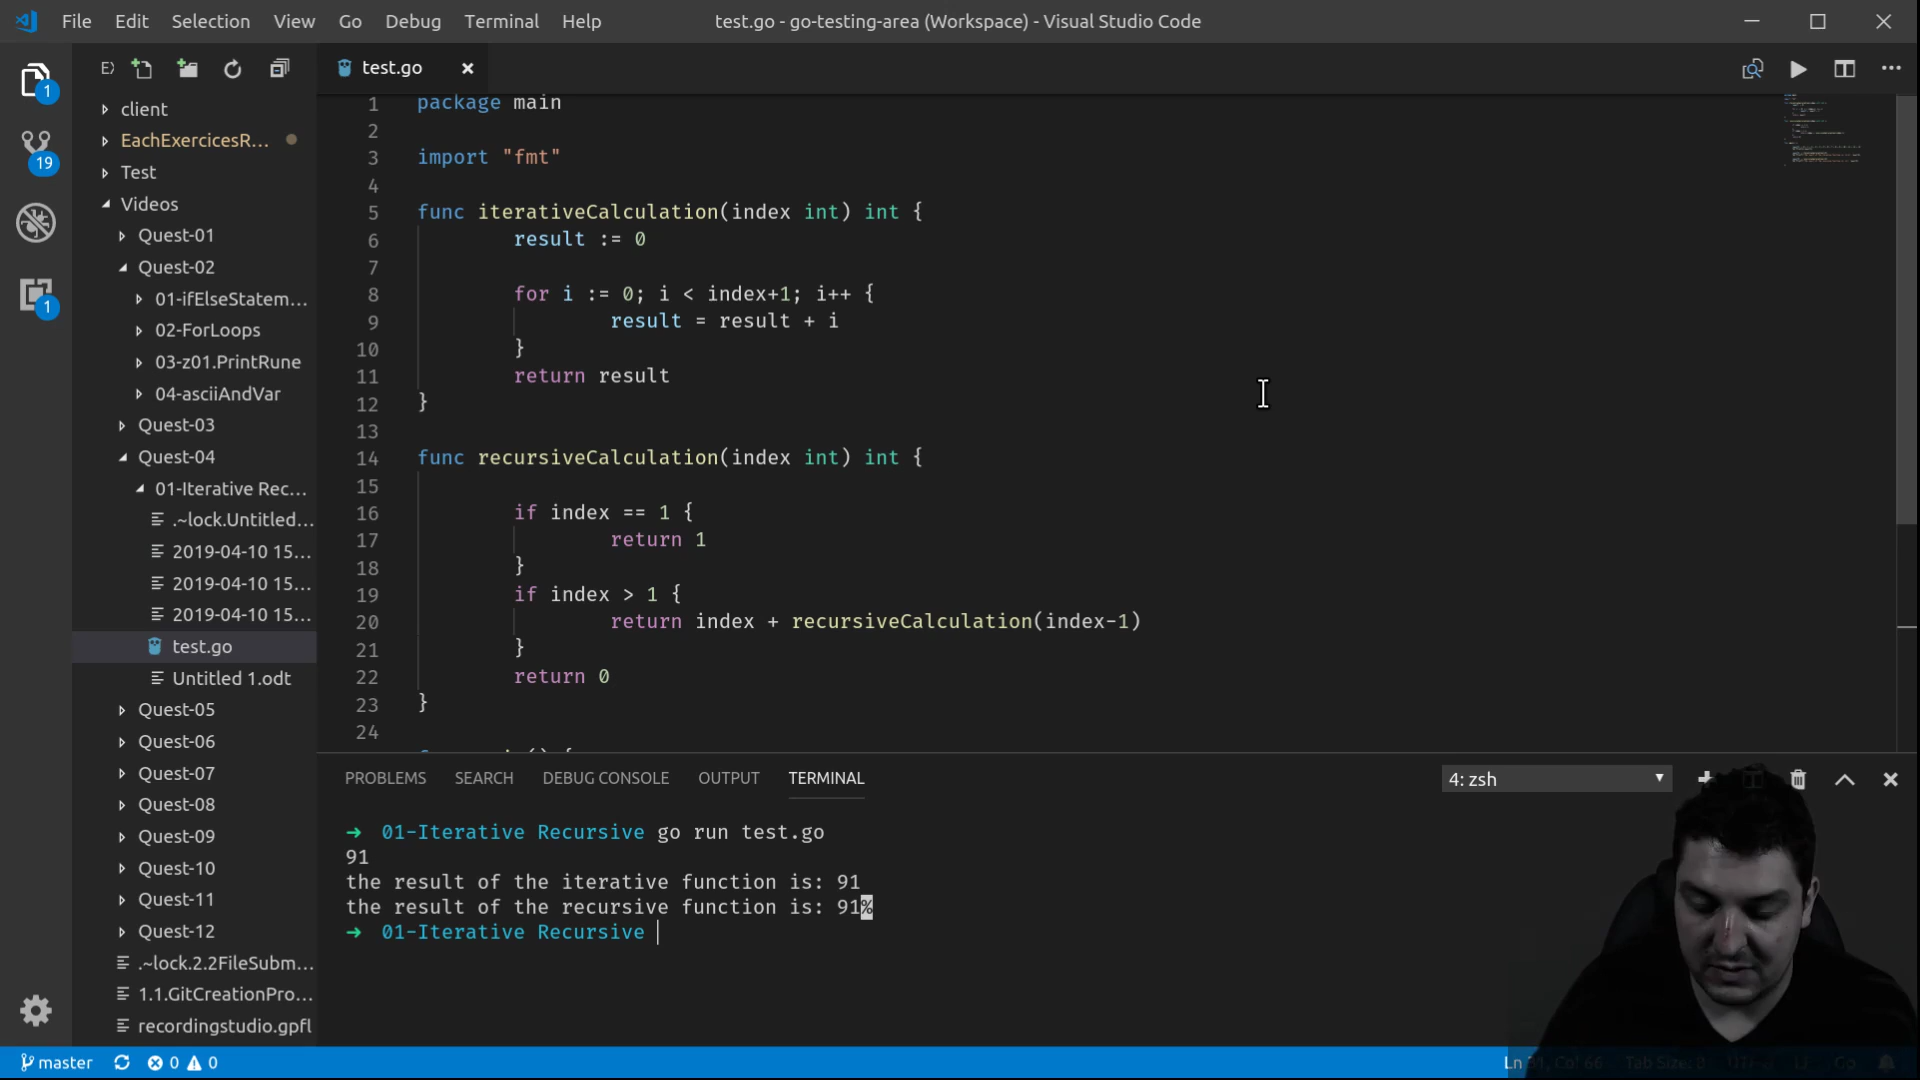 File Edit Selection View Go Debug Terminal Help
test.go - go-testing-area (Workspace) - Visual Studio Code
test.go
1
19
1
client
EachExercicesR...
Test
Videos
Quest-01
Quest-02
01-ifElseStatem...
02-ForLoops
03-z01.PrintRune
04-asciiAndVar
Quest-03
Quest-04
01-Iterative Rec...
.~lock.Untitled...
2019-04-10 15...
2019-04-10 15...
2019-04-10 15...
test.go
Untitled 1.odt
Quest-05
Quest-06
Quest-07
Quest-08
Quest-09
Quest-10
Quest-11
Quest-12
.~lock.2.2FileSubm...
1.1.GitCreationPro...
recordingstudio.gpfl
1 package main
2
3 import "fmt"
4
5 func iterativeCalculation(index int) int {
6 result := 0
7
8 for i := 0; i < index+1; i++ {
9 result = result + i
10 }
11 return result
12 }
13
14 func recursiveCalculation(index int) int {
15
16 if index == 1 {
17 return 1
18 }
19 if index > 1 {
20 return index + recursiveCalculation(index-1)
21 }
22 return 0
23 }
24
PROBLEMS SEARCH DEBUG CONSOLE OUTPUT TERMINAL
4: zsh
➜ 01-Iterative Recursive go run test.go
91
the result of the iterative function is: 91
the result of the recursive function is: 91%
➜ 01-Iterative Recursive
master 0 0